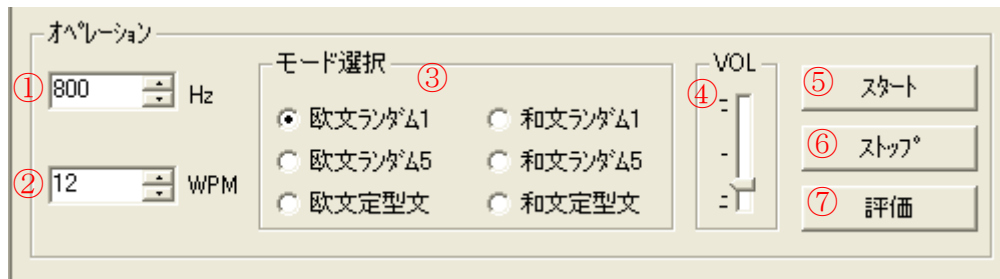 ｵﾍﾟﾚｰｼｮﾝ
① 800 Hz
② 12 WPM
モード選択 ③
欧文ﾗﾝﾀﾞﾑ1 和文ﾗﾝﾀﾞﾑ1
欧文ﾗﾝﾀﾞﾑ5 和文ﾗﾝﾀﾞﾑ5
欧文定型文 和文定型文
VOL
④
⑤ ｽﾀｰﾄ
⑥ ｽﾄｯﾌﾟ
⑦ 評価